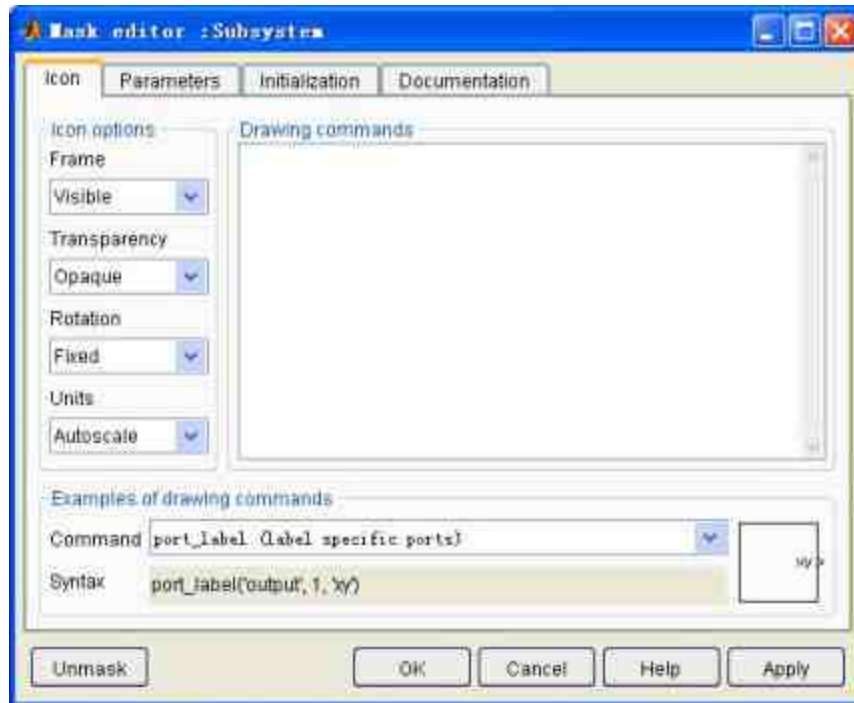 Mask editor :Subsystem
Icon Parameters Initialization Documentation
Icon options
Drawing commands
Frame
Visible
Transparency
Opaque
Rotation
Fixed
Units
Autoscale
Examples of drawing commands
Command port_label (label specific ports)
Syntax port_label('output', 1, 'xy')
xy
Unmask OK Cancel Help Apply